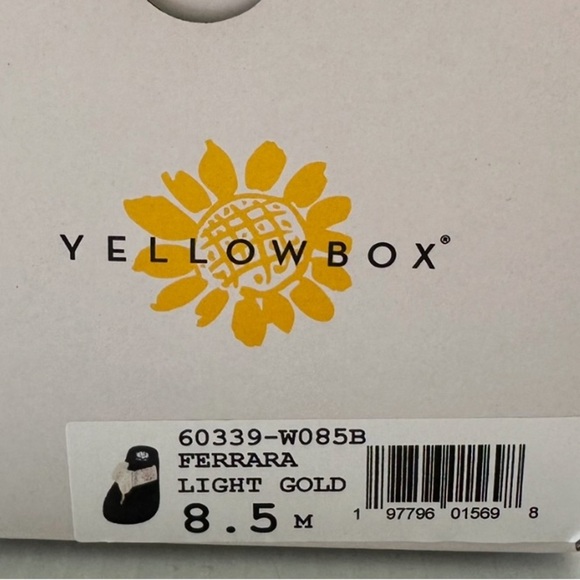 YELLOWBOX®
60339-W085B
FERRARA
LIGHT GOLD
8.5 M
1 97796 01569 8